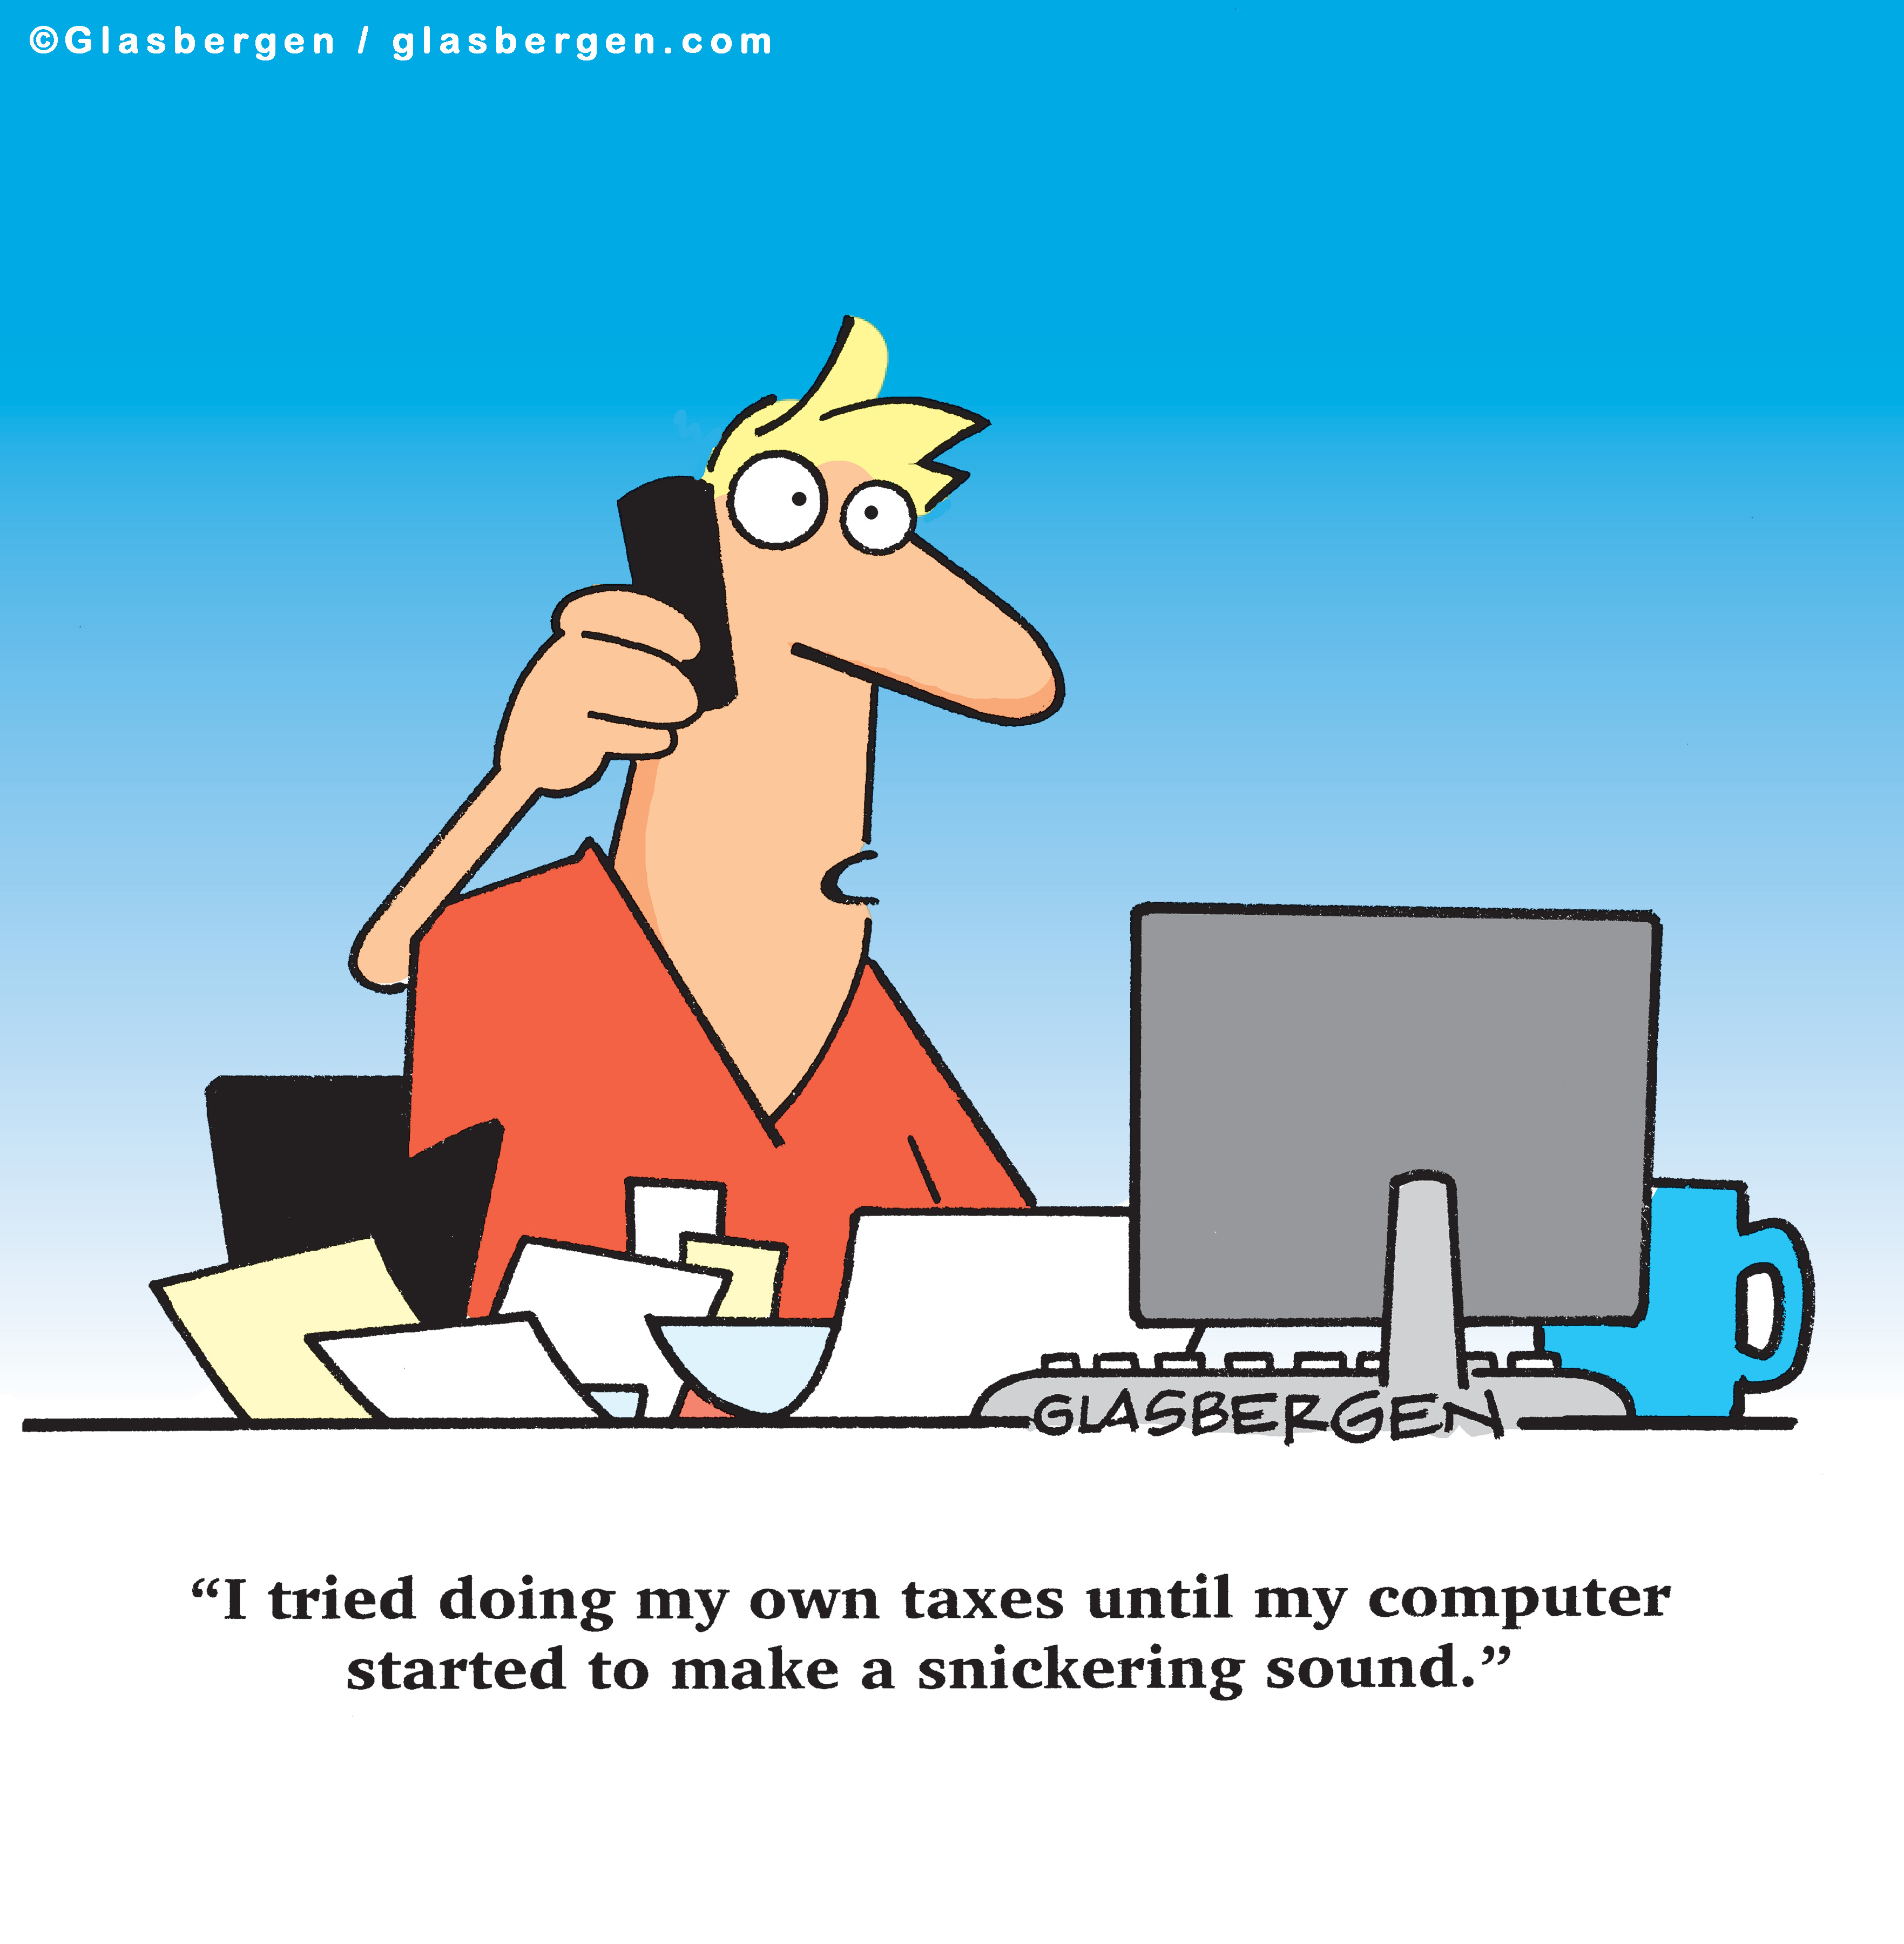 ©Glasbergen / glasbergen.com
GLASBERGEN
“I tried doing my own taxes until my computer
started to make a snickering sound.”